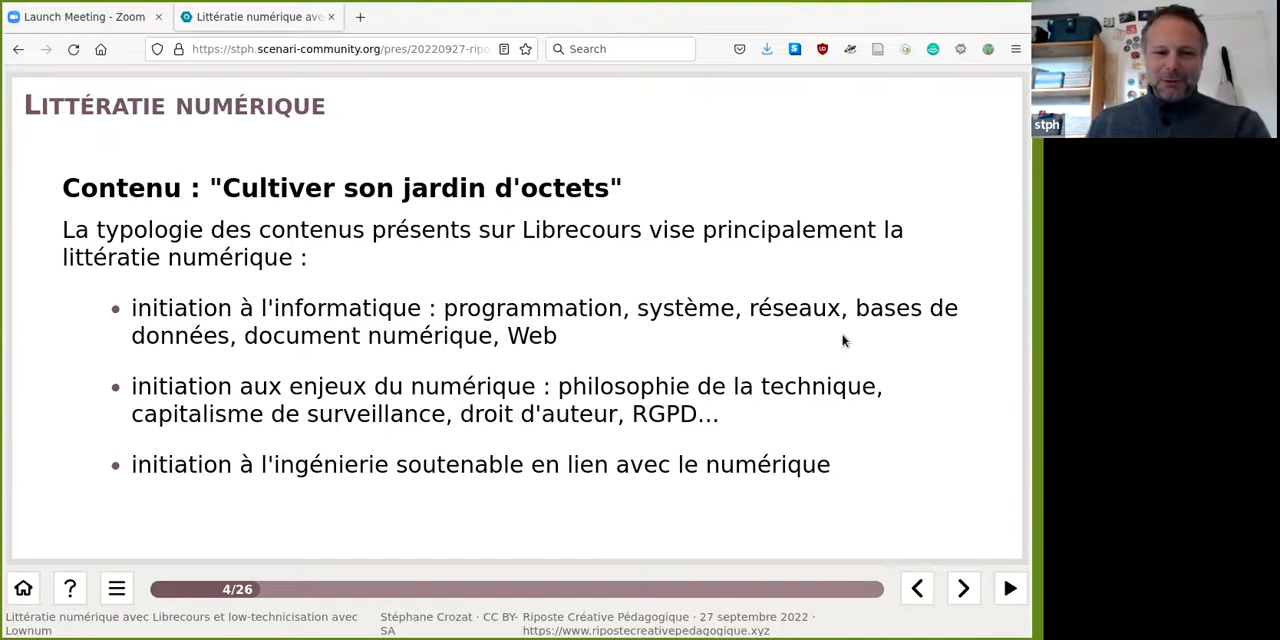 Launch Meeting - Zoom
Littératie numérique ave
https://stph.scenari-community.org/pres/20220927-ripo
Search
stph
LITTÉRATIE NUMÉRIQUE
Contenu : "Cultiver son jardin d'octets"
La typologie des contenus présents sur Librecours vise principalement la
littératie numérique :
• initiation à l'informatique : programmation, système, réseaux, bases de
données, document numérique, Web
• initiation aux enjeux du numérique : philosophie de la technique,
capitalisme de surveillance, droit d'auteur, RGPD...
• initiation à l'ingénierie soutenable en lien avec le numérique
4/26
Littératie numérique avec Librecours et low-technicisation avec
Lownum
Stéphane Crozat · CC BY-
SA
Riposte Créative Pédagogique · 27 septembre 2022 ·
https://www.ripostecreativepedagogique.xyz